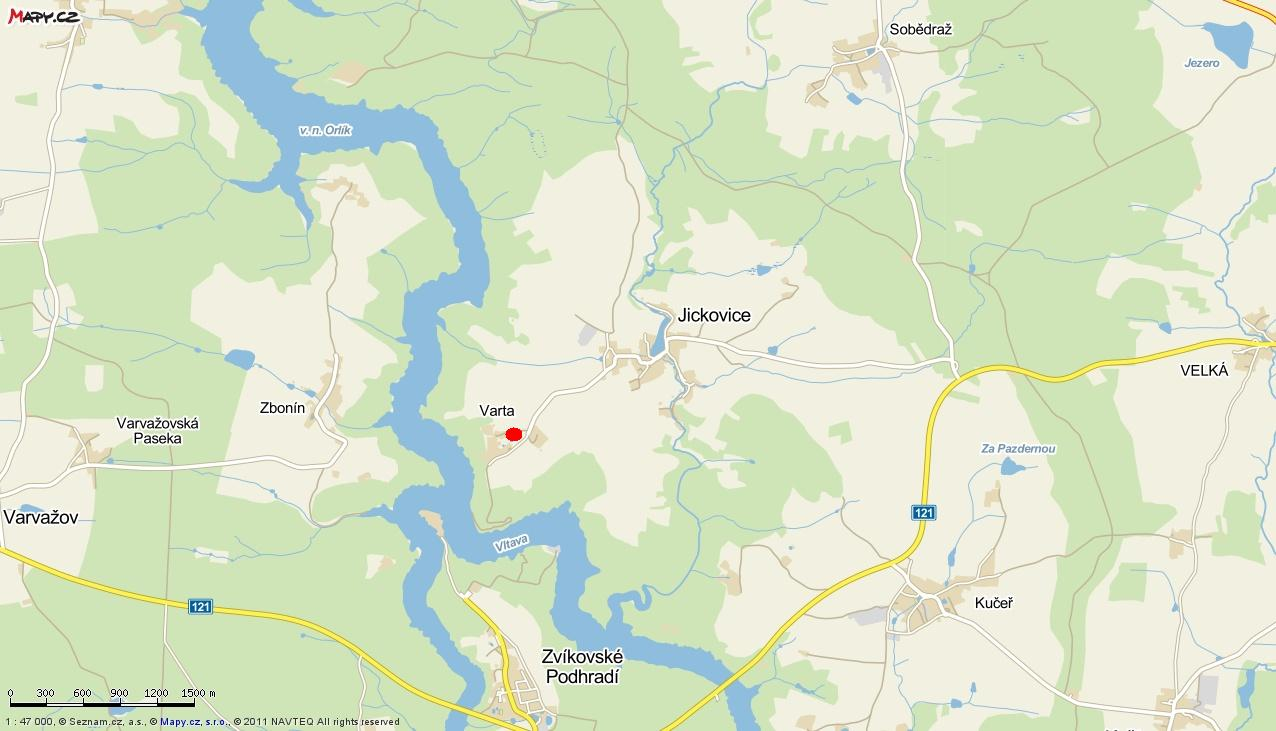 MAPY.CZ
Sobědraž
Jezero
v. n. Orlík
Jickovice
VELKÁ
Zbonín
Varta
Varvažovská
Paseka
Za Pazdernou
Varvažov
121
Vltava
121
Kučeř
Zvíkovské
Podhradí
0 300 600 900 1200 1500 m
1 : 47 000, © Seznam.cz, a.s., © Mapy.cz, s.r.o., © 2011 NAVTEQ All rights reserved